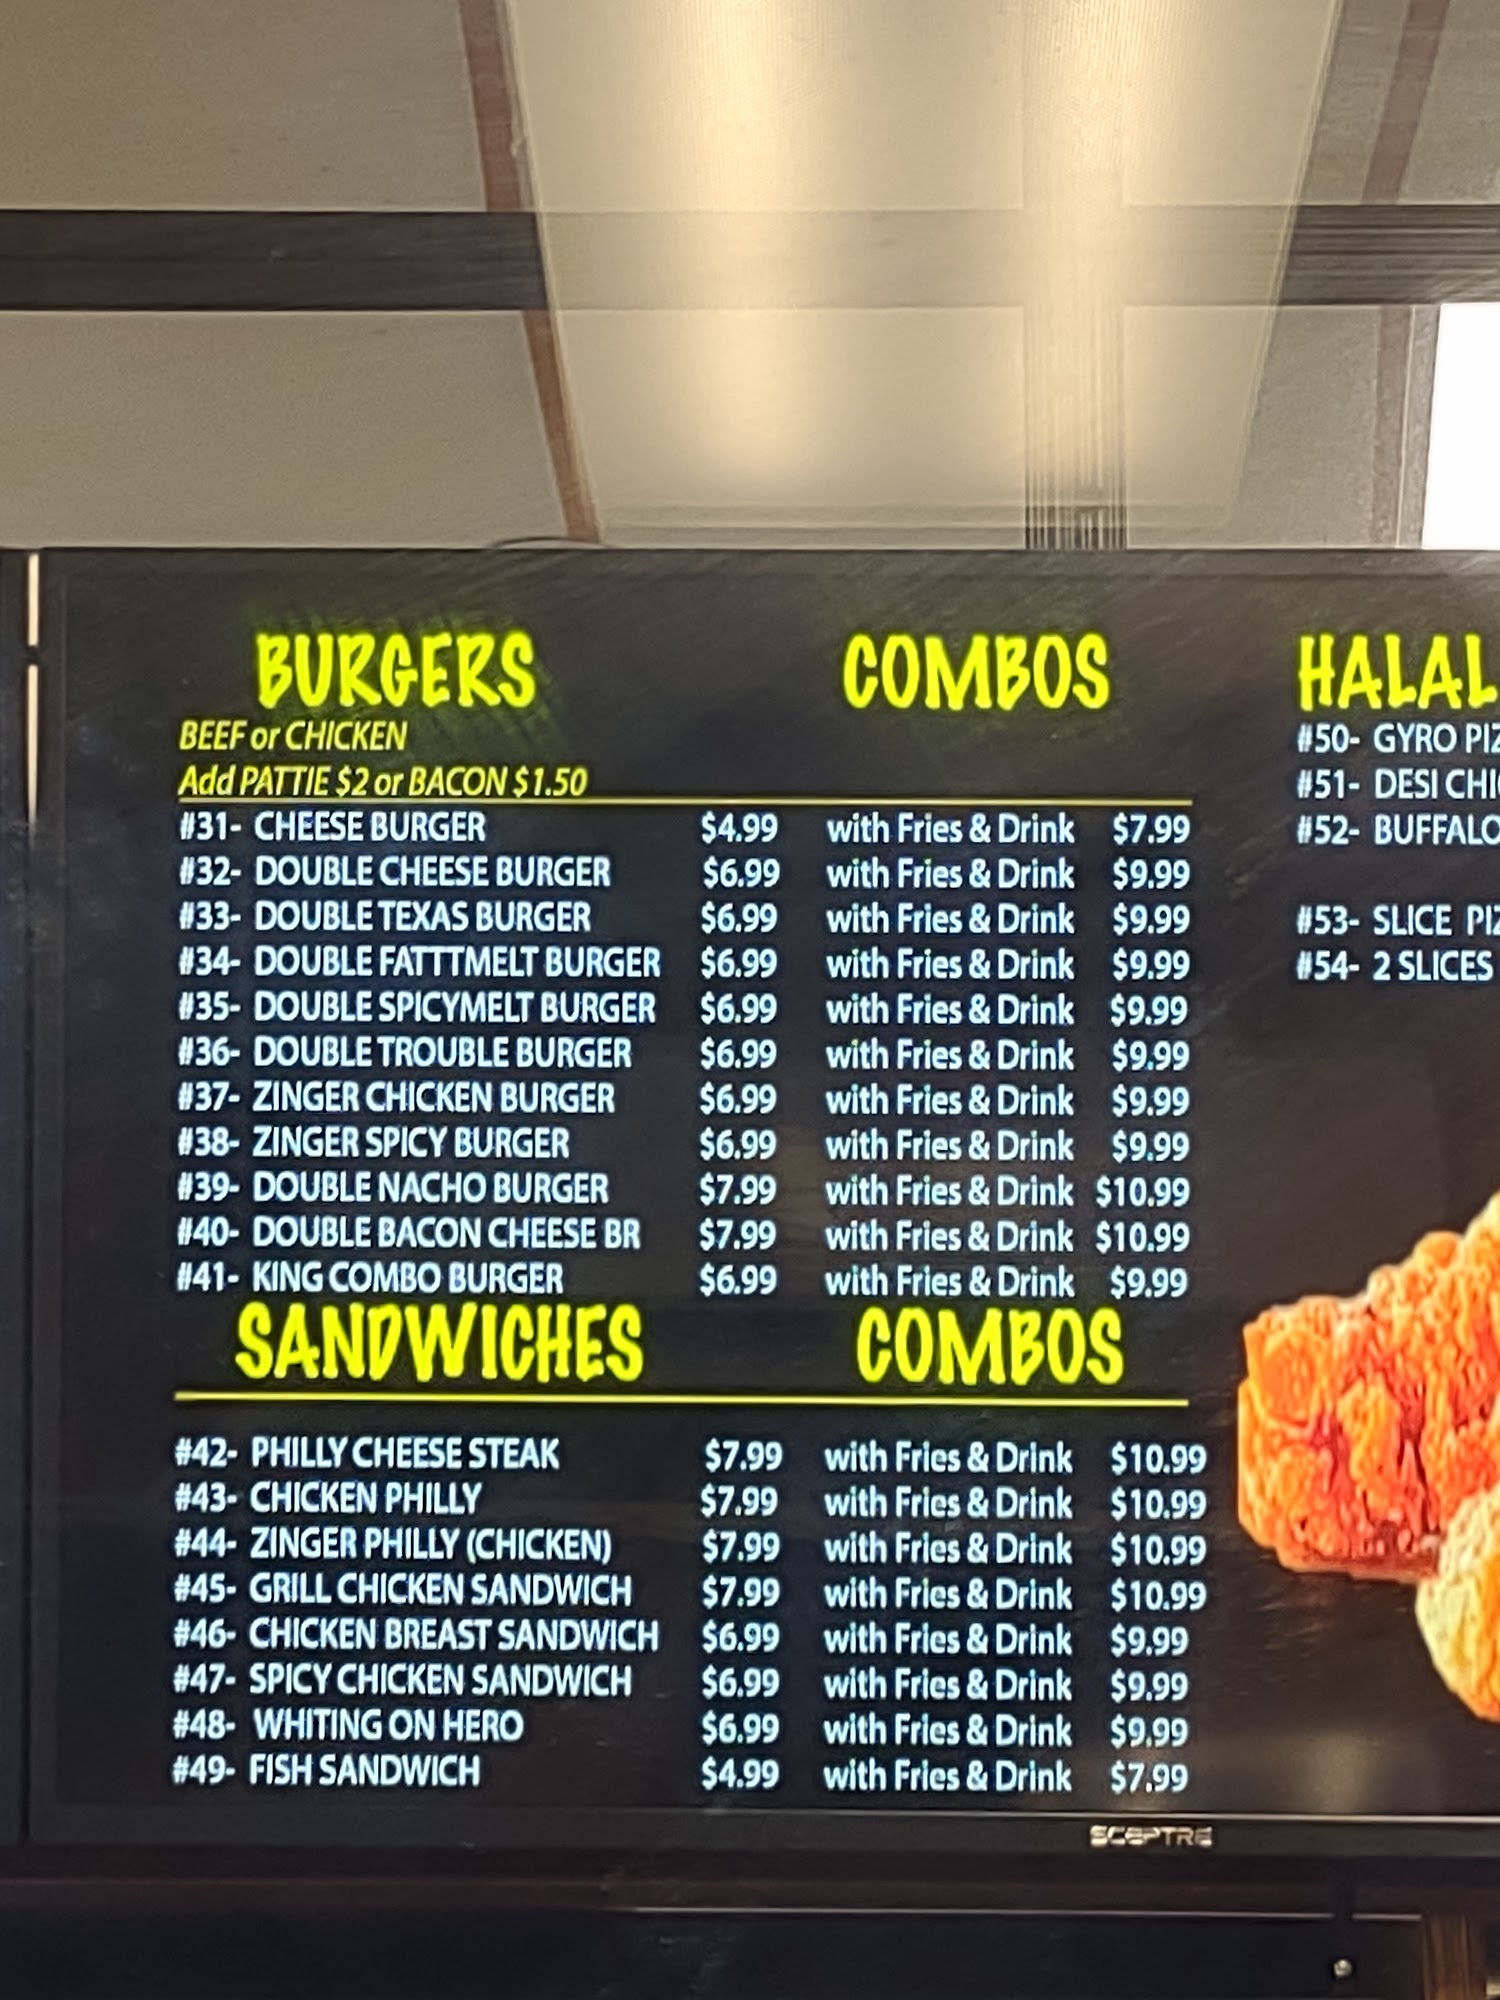 BURGERS COMBOS
BEEF or CHICKEN
Add PATTIE $2 or BACON $1.50
#31- CHEESE BURGER $4.99 with Fries & Drink $7.99
#32- DOUBLE CHEESE BURGER $6.99 with Fries & Drink $9.99
#33- DOUBLE TEXAS BURGER $6.99 with Fries & Drink $9.99
#34- DOUBLE FATTTMELT BURGER $6.99 with Fries & Drink $9.99
#35- DOUBLE SPICYMELT BURGER $6.99 with Fries & Drink $9.99
#36- DOUBLE TROUBLE BURGER $6.99 with Fries & Drink $9.99
#37- ZINGER CHICKEN BURGER $6.99 with Fries & Drink $9.99
#38- ZINGER SPICY BURGER $6.99 with Fries & Drink $9.99
#39- DOUBLE NACHO BURGER $7.99 with Fries & Drink $10.99
#40- DOUBLE BACON CHEESE BR $7.99 with Fries & Drink $10.99
#41- KING COMBO BURGER $6.99 with Fries & Drink $9.99
SANDWICHES COMBOS
#42- PHILLY CHEESE STEAK $7.99 with Fries & Drink $10.99
#43- CHICKEN PHILLY $7.99 with Fries & Drink $10.99
#44- ZINGER PHILLY (CHICKEN) $7.99 with Fries & Drink $10.99
#45- GRILL CHICKEN SANDWICH $7.99 with Fries & Drink $10.99
#46- CHICKEN BREAST SANDWICH $6.99 with Fries & Drink $9.99
#47- SPICY CHICKEN SANDWICH $6.99 with Fries & Drink $9.99
#48- WHITING ON HERO $6.99 with Fries & Drink $9.99
#49- FISH SANDWICH $4.99 with Fries & Drink $7.99
HALAL
#50- GYRO
#51- DESI
#52- BUFFALO
#53- SLICE
#54- 2 SLICES
SCEPTRE